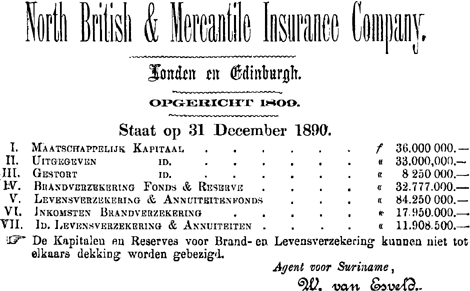 North British & Mercantile Insurance Company.
Londen en Edinburgh.
OPGERICHT 1809.
Staat op 31 December 1890.
I. MAATSCHAPPELIJK KAPITAAL . . . . . . ƒ 36.000 000.—
II. UITGEGEVEN ID. . . . . . . „ 33,000,000.—
III. GESTORT ID. . . . . . . „ 8 250 000.—
IV. BRANDVERZEKERING FONDS & RESERVE . . . . „ 32.777.000.—
V. LEVENSVERZEKERING & ANNUITEITENFONDS . . . „ 84.250 000.—
VI. INKOMSTEN BRANDVERZEKERING . . . . . „ 17.950.000.—
VII. ID. LEVENSVERZEKERING & ANNUITEITEN . . . . „ 11.908.500.—
☞ De Kapitalen en Reserves voor Brand- en Levensverzekering kunnen niet tot
elkaars dekking worden gebezigd.
Agent voor Suriname,
W. van Esveld.